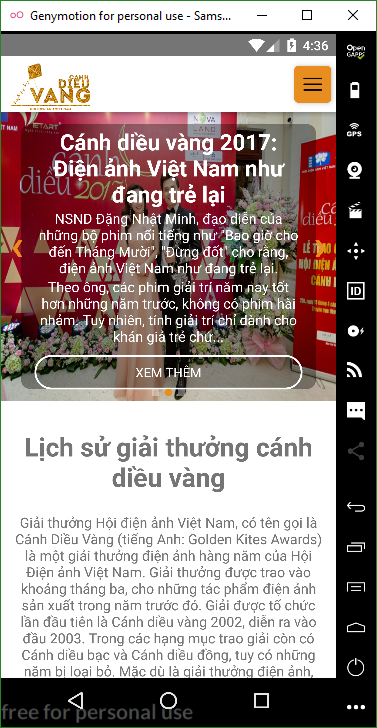 Genymotion for personal use - Sams...
4:36
Open
GAPPS
CÁNH
DIỀU
VÀNG
GPS
ID
Cánh diều vàng 2017:
Điện ảnh Việt Nam như
đang trẻ lại
NSND Đặng Nhật Minh, đạo diễn của
những bộ phim nổi tiếng như "Bao giờ cho
đến Tháng Mười", "Đừng đốt" cho rằng,
điện ảnh Việt Nam như đang trẻ lại.
Theo ông, các phim giải trí năm nay tốt
hơn những năm trước, không có phim hài
nhảm. Tuy nhiên, tính giải trí chỉ dành cho
khán giả trẻ chứ...
XEM THÊM
Lịch sử giải thưởng cánh
diều vàng
Giải thưởng Hội điện ảnh Việt Nam, có tên gọi là
Cánh Diều Vàng (tiếng Anh: Golden Kites Awards)
là một giải thưởng điện ảnh hàng năm của Hội
Điện ảnh Việt Nam. Giải thưởng được trao vào
khoảng tháng ba, cho những tác phẩm điện ảnh
sản xuất trong năm trước đó. Giải được tổ chức
lần đầu tiên là Cánh diều vàng 2002, diễn ra vào
đầu 2003. Trong các hạng mục trao giải còn có
Cánh diều bạc và Cánh diều đồng, tuy có những
năm bị loại bỏ. Mặc dù là giải thưởng điện ảnh,
free for personal use